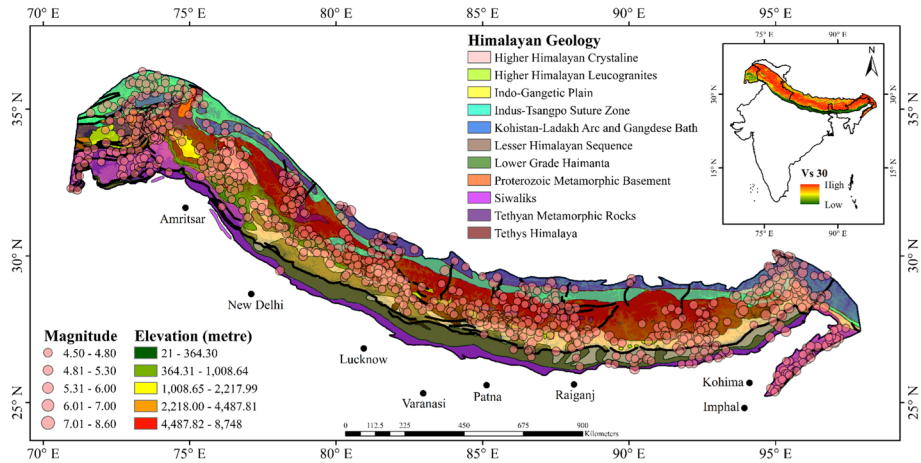 70° E 75° E 80° E 85° E 90° E 95° E
Himalayan Geology
Higher Himalayan Crystaline
Higher Himalayan Leucogranites
Indo-Gangetic Plain
Indus-Tsangpo Suture Zone
Kohistan-Ladakh Arc and Gangdese Bath
Lesser Himalayan Sequence
Lower Grade Haimanta
Proterozoic Metamorphic Basement
Siwaliks
Tethyan Metamorphic Rocks
Tethys Himalaya
75° E 90° E
N
30° N 30° N
15° N 15° N
Vs 30
High
Low
75° E 90° E
35° N 35° N
30° N 30° N
25° N 25° N
Amritsar
New Delhi
Lucknow
Varanasi
Patna
Raiganj
Kohima
Imphal
Magnitude
4.50 - 4.80
4.81 - 5.30
5.31 - 6.00
6.01 - 7.00
7.01 - 8.60
Elevation (metre)
21 - 364.30
364.31 - 1,008.64
1,008.65 - 2,217.99
2,218.00 - 4,487.81
4,487.82 - 8,748
0 112.5 225 450 675 900
Kilometers
70° E 75° E 80° E 85° E 90° E 95° E